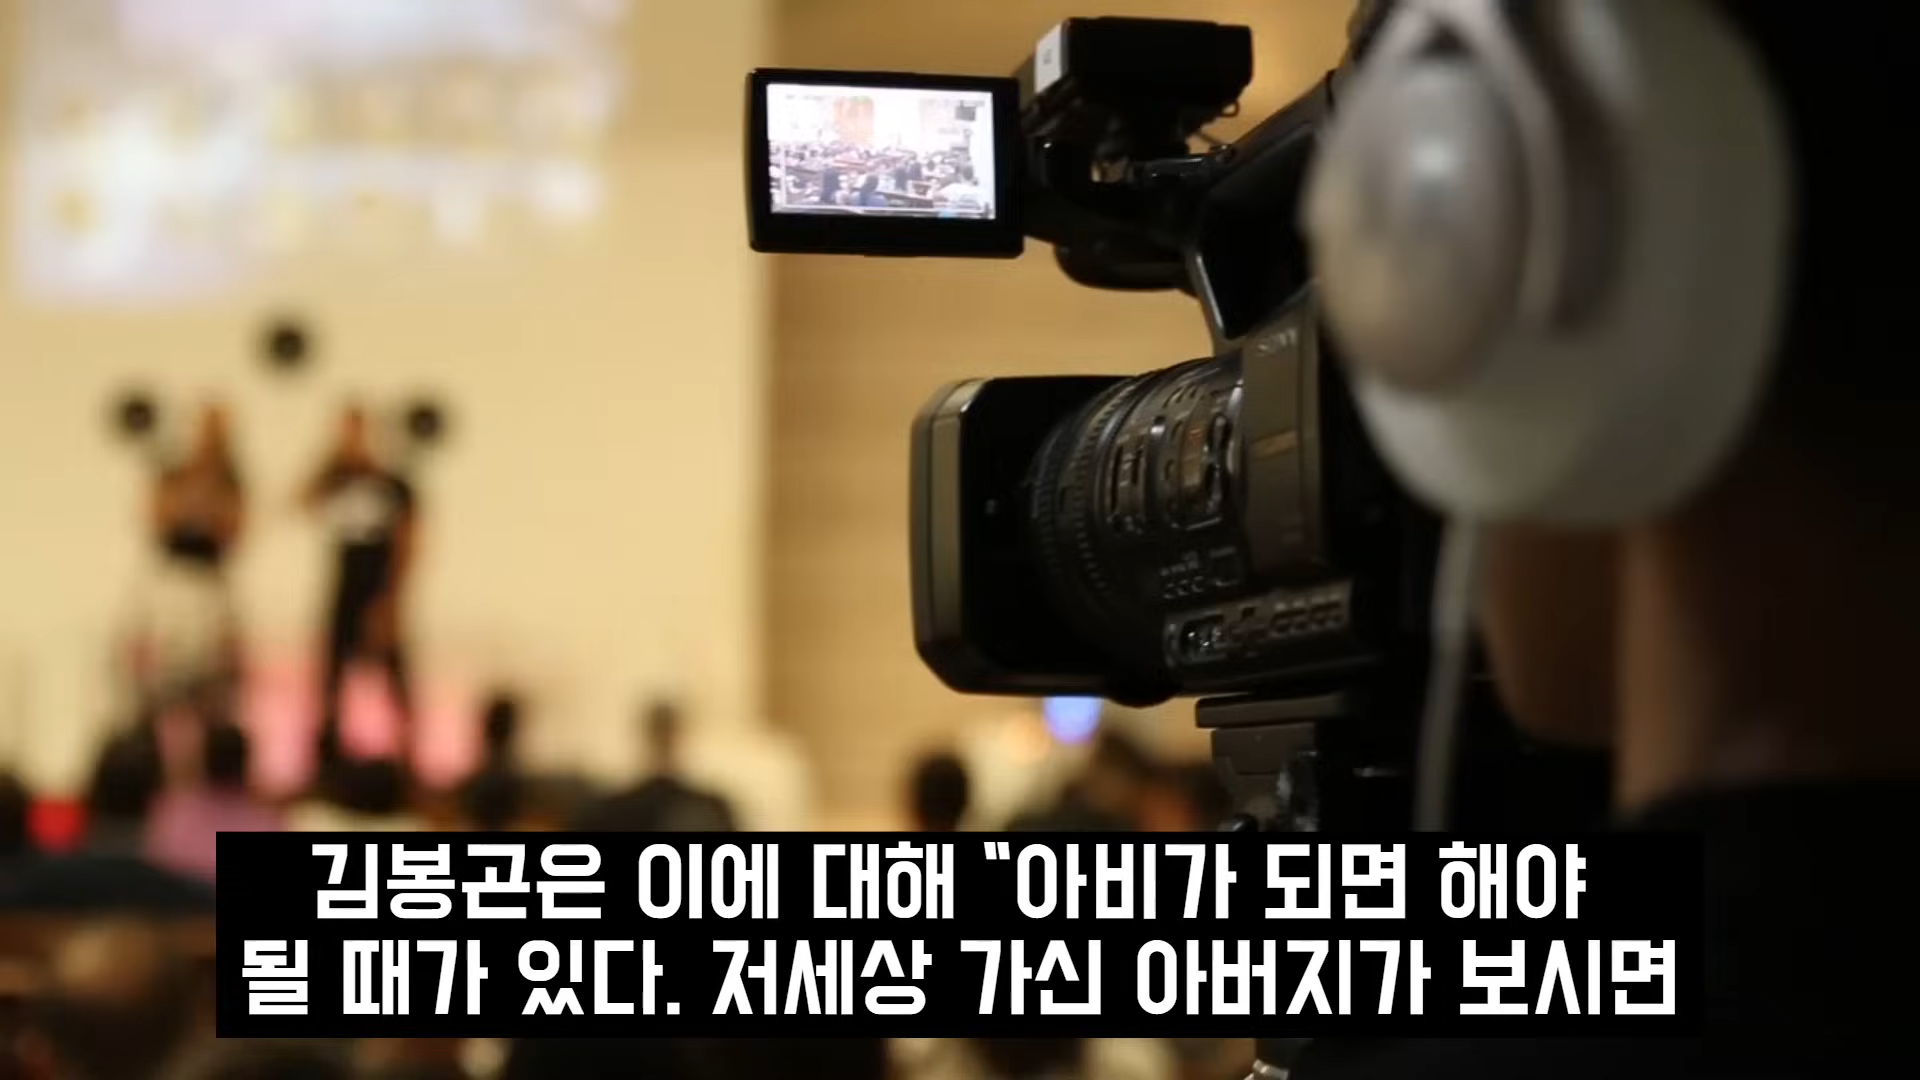 SONY
김봉곤은 이에 대해 "아비가 되면 해야
될 때가 있다. 저세상 가신 아버지가 보시면